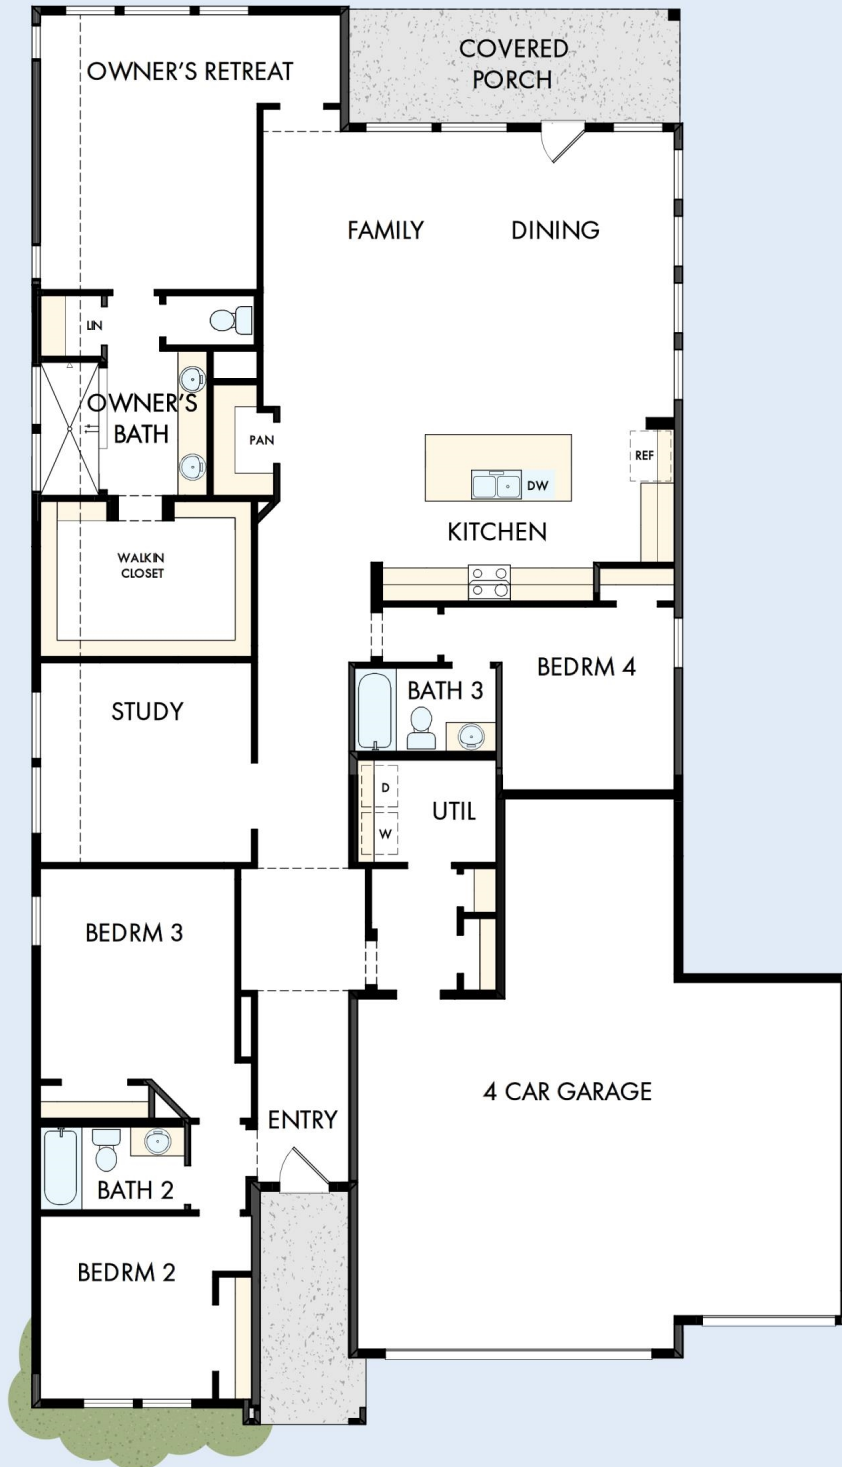 OWNER'S RETREAT
COVERED
PORCH
FAMILY
DINING
LIN
OWNER'S
BATH
PAN
REF
DW
KITCHEN
WALKIN
CLOSET
BEDRM 4
STUDY
BATH 3
D
W
UTIL
BEDRM 3
4 CAR GARAGE
ENTRY
BATH 2
BEDRM 2